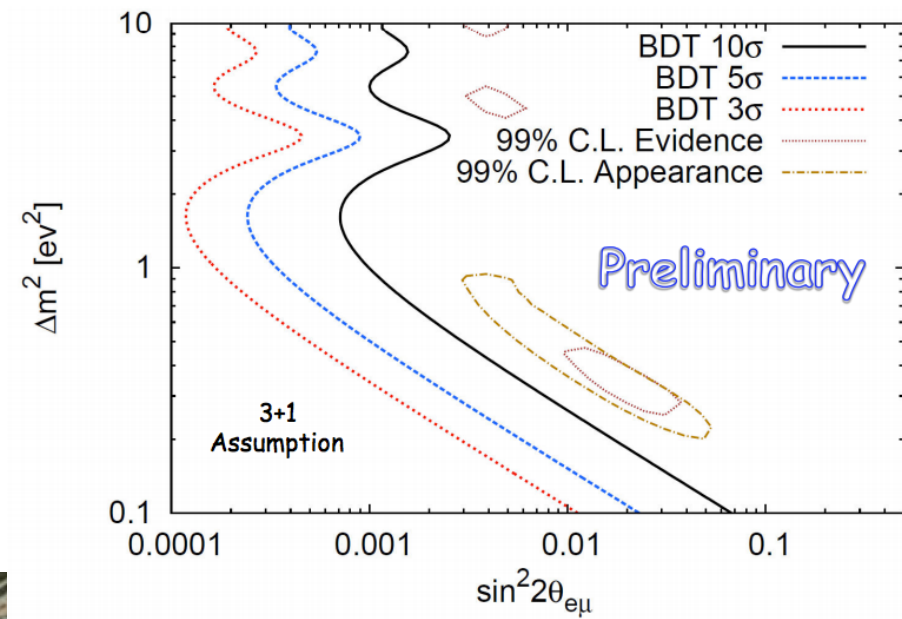 10
BDT 10σ
BDT 5σ
BDT 3σ
99% C.L. Evidence
99% C.L. Appearance
Δm² [ev²]
1
Preliminary
3+1
Assumption
0.1
0.0001 0.001 0.01 0.1
sin²2θeμ